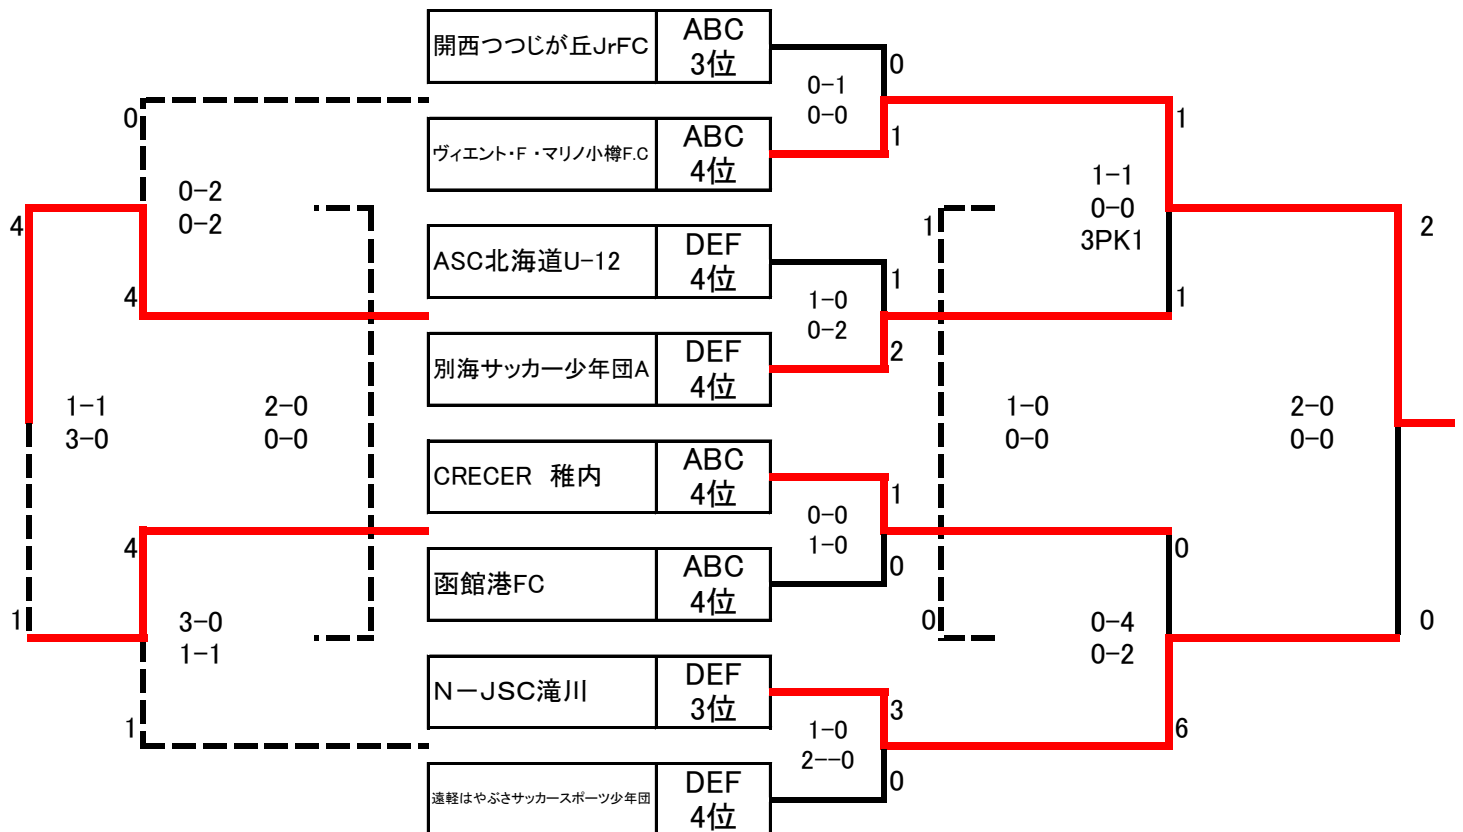 開西つつじが丘JrFC
ABC
3位
0
0-1
0-0
0
1
1
ヴィエント・F ・マリノ小樽F.C
ABC
4位
0-2
0-2
1-1
0-0
3PK1
4
1
2
ASC北海道U-12
DEF
4位
1
4
1-0
0-2
1
2
別海サッカー少年団A
DEF
4位
1-1
3-0
2-0
0-0
1-0
0-0
2-0
0-0
CRECER 稚内
ABC
4位
1
0-0
1-0
4
0
0
函館港FC
ABC
4位
1
3-0
1-1
0
0-4
0-2
0
N－JSC滝川
DEF
3位
3
1
1-0
2--0
6
0
遠軽はやぶさサッカースポーツ少年団
DEF
4位